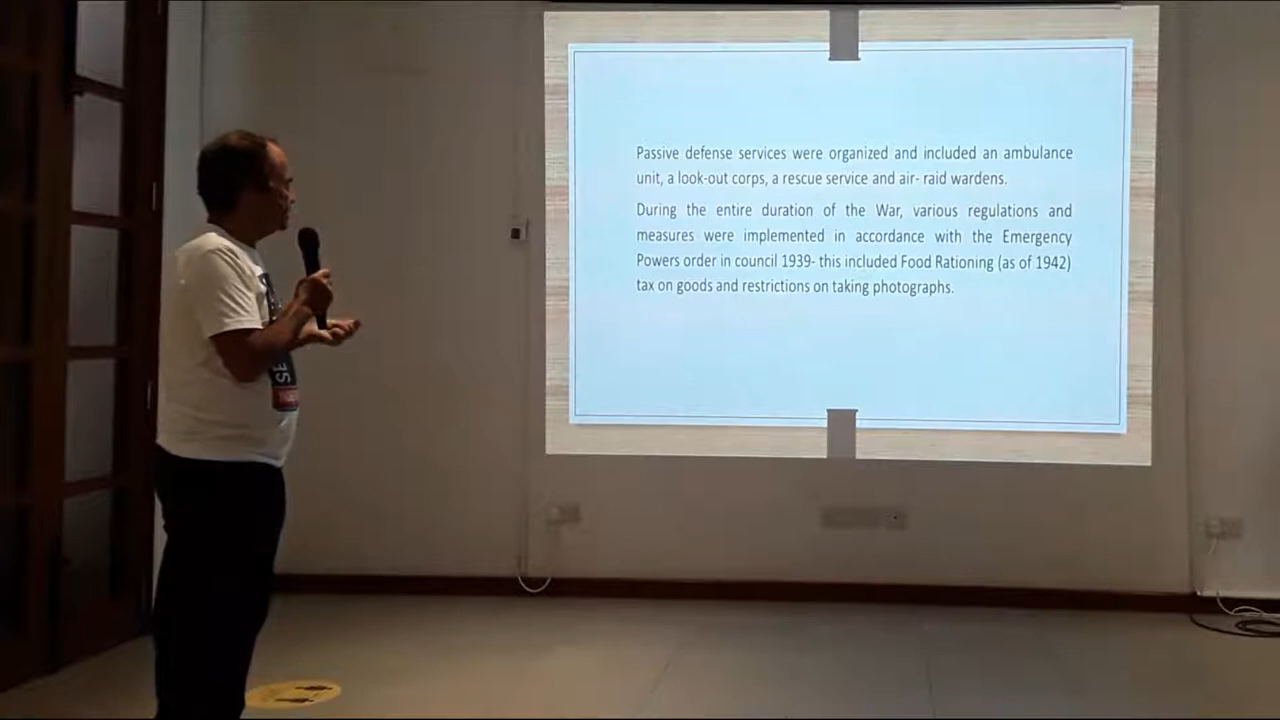 Passive defense services were organized and included an ambulance
unit, a look-out corps, a rescue service and air- raid wardens.
During the entire duration of the War, various regulations and
measures were implemented in accordance with the Emergency
Powers order in council 1939- this included Food Rationing (as of 1942)
tax on goods and restrictions on taking photographs.